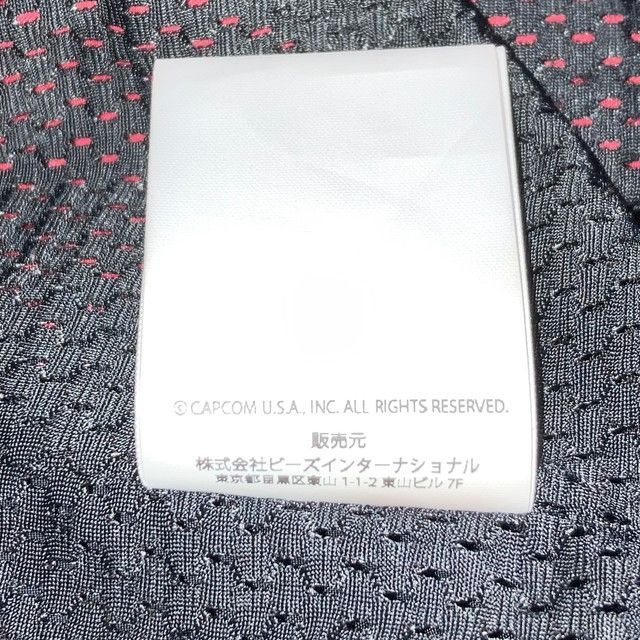 © CAPCOM U.S.A., INC. ALL RIGHTS RESERVED.
販売元
株式会社ビーズインターナショナル
東京都目黒区東山 1-1-2 東山ビル 7F